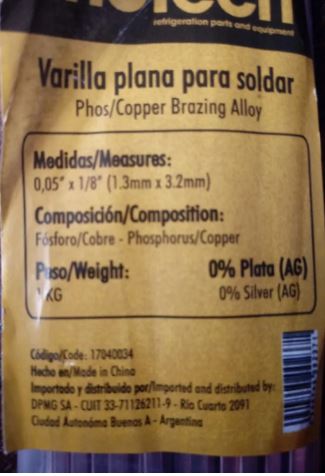 refrigeration parts and equipment
Varilla plana para soldar
Phos/Copper Brazing Alloy
Medidas/Measures:
0,05" x 1/8" (1.3mm x 3.2mm)
Composición/Composition:
Fósforo/Cobre - Phosphorus/Copper
Peso/Weight: 0% Plata (AG)
1 KG 0% Silver (AG)
Código/Code: 17040034
Hecho en/Made in China
Importado y distribuido por/Imported and distributed by:
DPMG SA - CUIT 33-71126211-9 - Río Cuarto 2091
Ciudad Autonóma Buenos A - Argentina